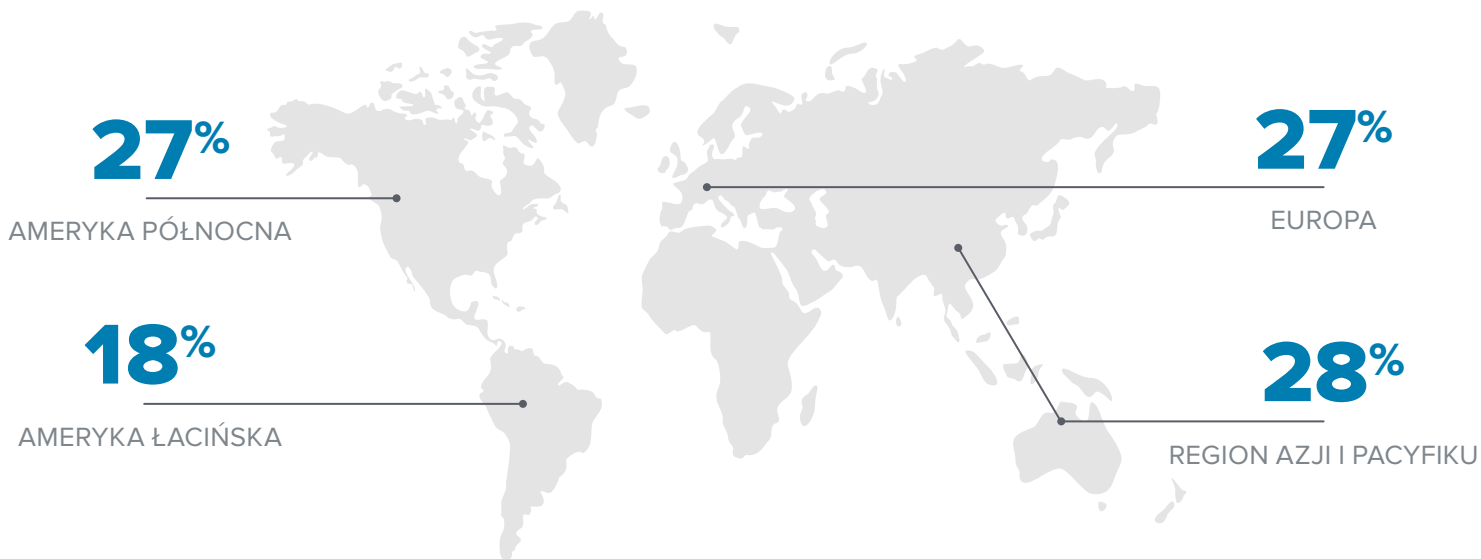 27%
AMERYKA PÓŁNOCNA
18%
AMERYKA ŁACIŃSKA
27%
EUROPA
28%
REGION AZJI I PACYFIKU